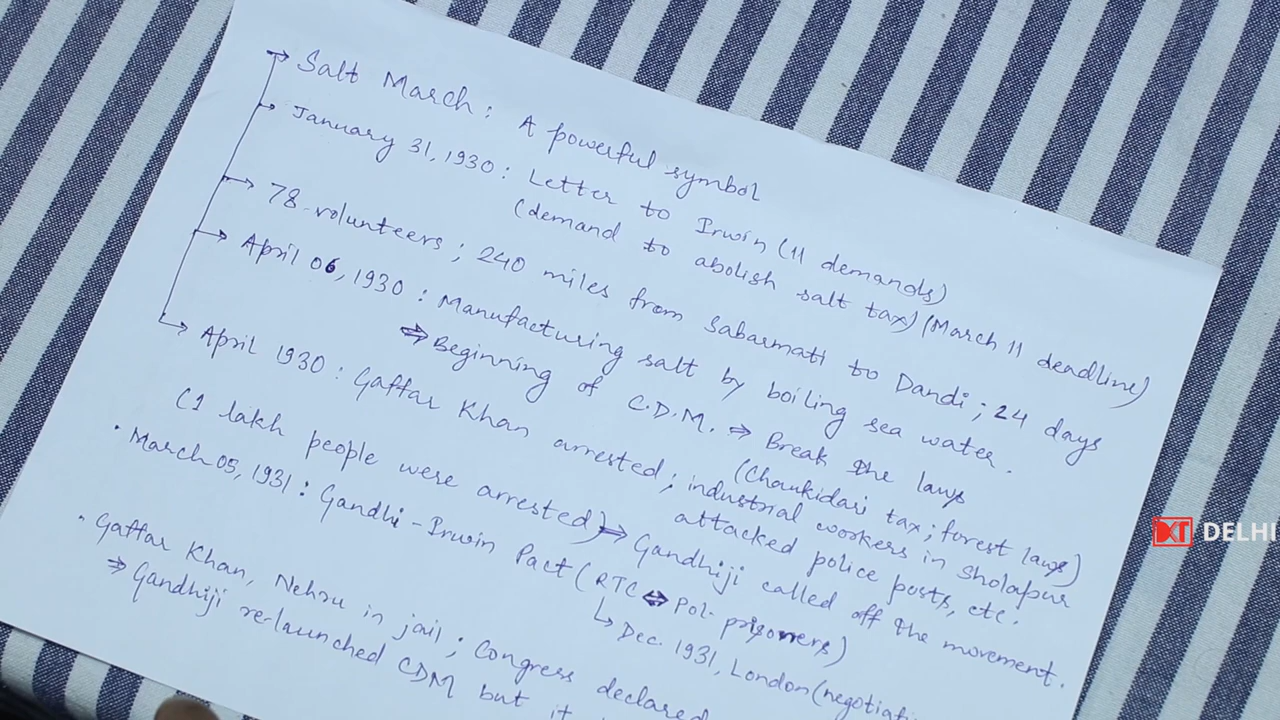 Salt March : A powerful symbol
January 31, 1930 : Letter to Irwin (11 demands)
(demand to abolish salt tax) (March 11 deadline)
78 volunteers ; 240 miles from Sabarmati to Dandi ; 24 days
April 06, 1930 : Manufacturing salt by boiling sea water.
⇒ Beginning of C.D.M. ⇒ Break the laws
(Chaukidari tax ; forest laws)
April 1930 : Gaffar Khan arrested ; industrial workers in Sholapur
attacked police posts, etc.
(1 lakh people were arrested) ⇒ Gandhiji called off the movement.
· March 05, 1931 : Gandhi-Irwin Pact (RTC ⇔ Pol. prisoners)
↳ Dec. 1931, London (
· Gaffar Khan, Nehru in jail ; Congress declared
⇒ Gandhiji relaunched CDM but it
DELHI